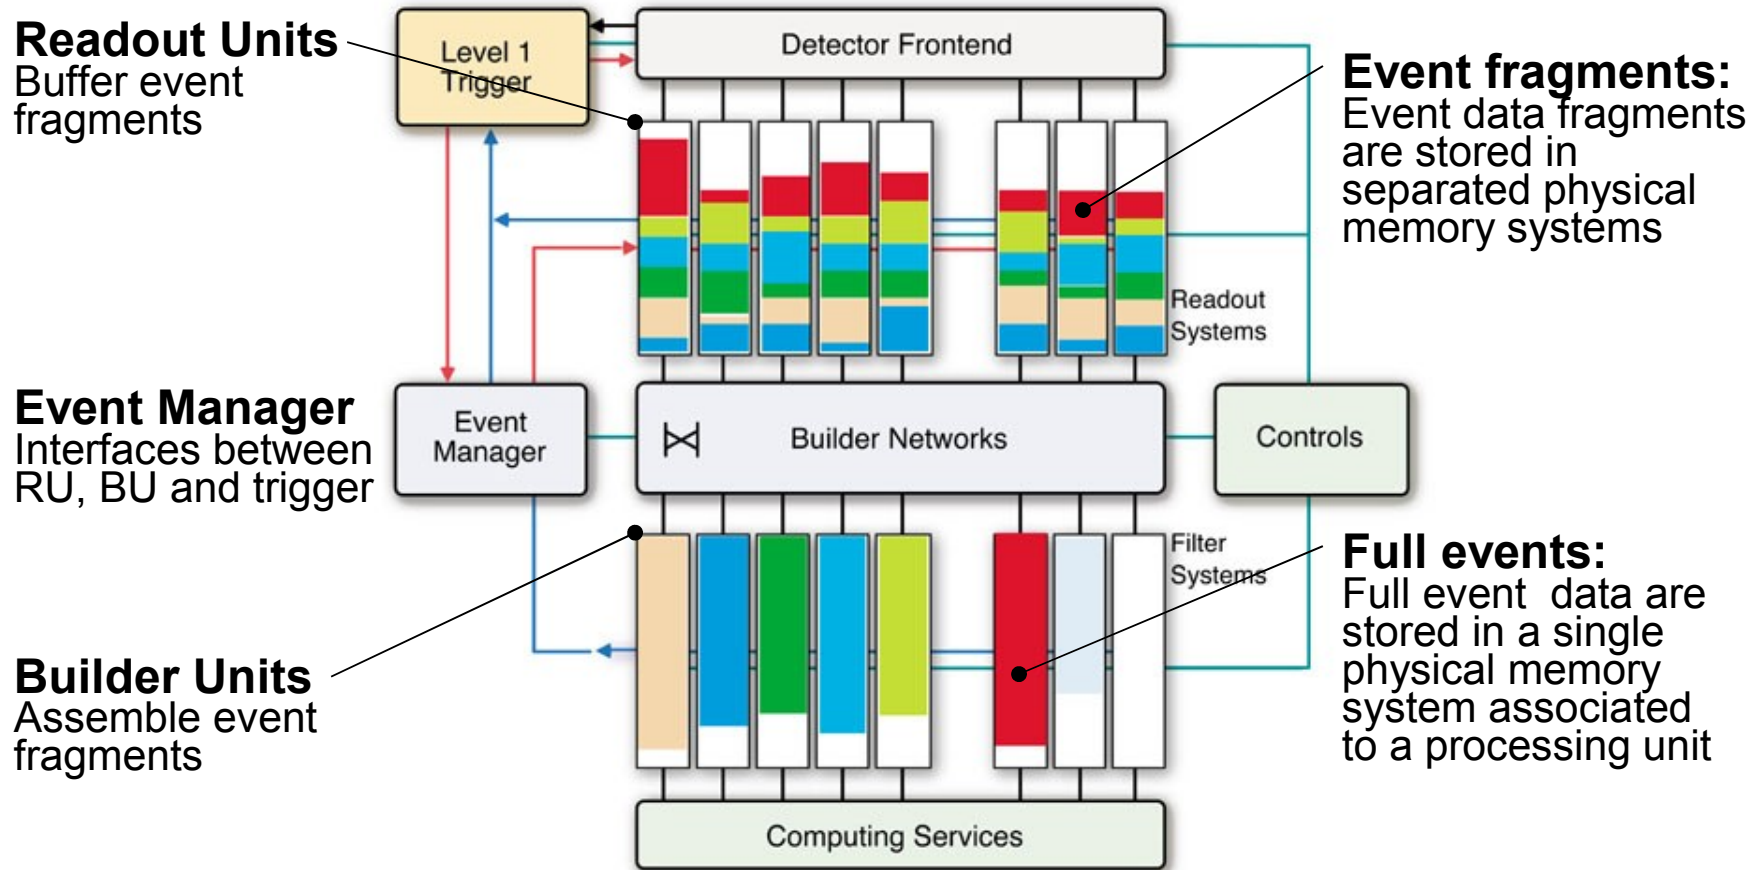 Readout Units
Buffer event
fragments
Level 1
Trigger
Detector Frontend
Event fragments:
Event data fragments
are stored in
separated physical
memory systems
Readout
Systems
Event Manager
Interfaces between
RU, BU and trigger
Event
Manager
Builder Networks
Controls
Filter
Systems
Full events:
Full event  data are
stored in a single
physical memory
system associated
to a processing unit
Builder Units
Assemble event
fragments
Computing Services